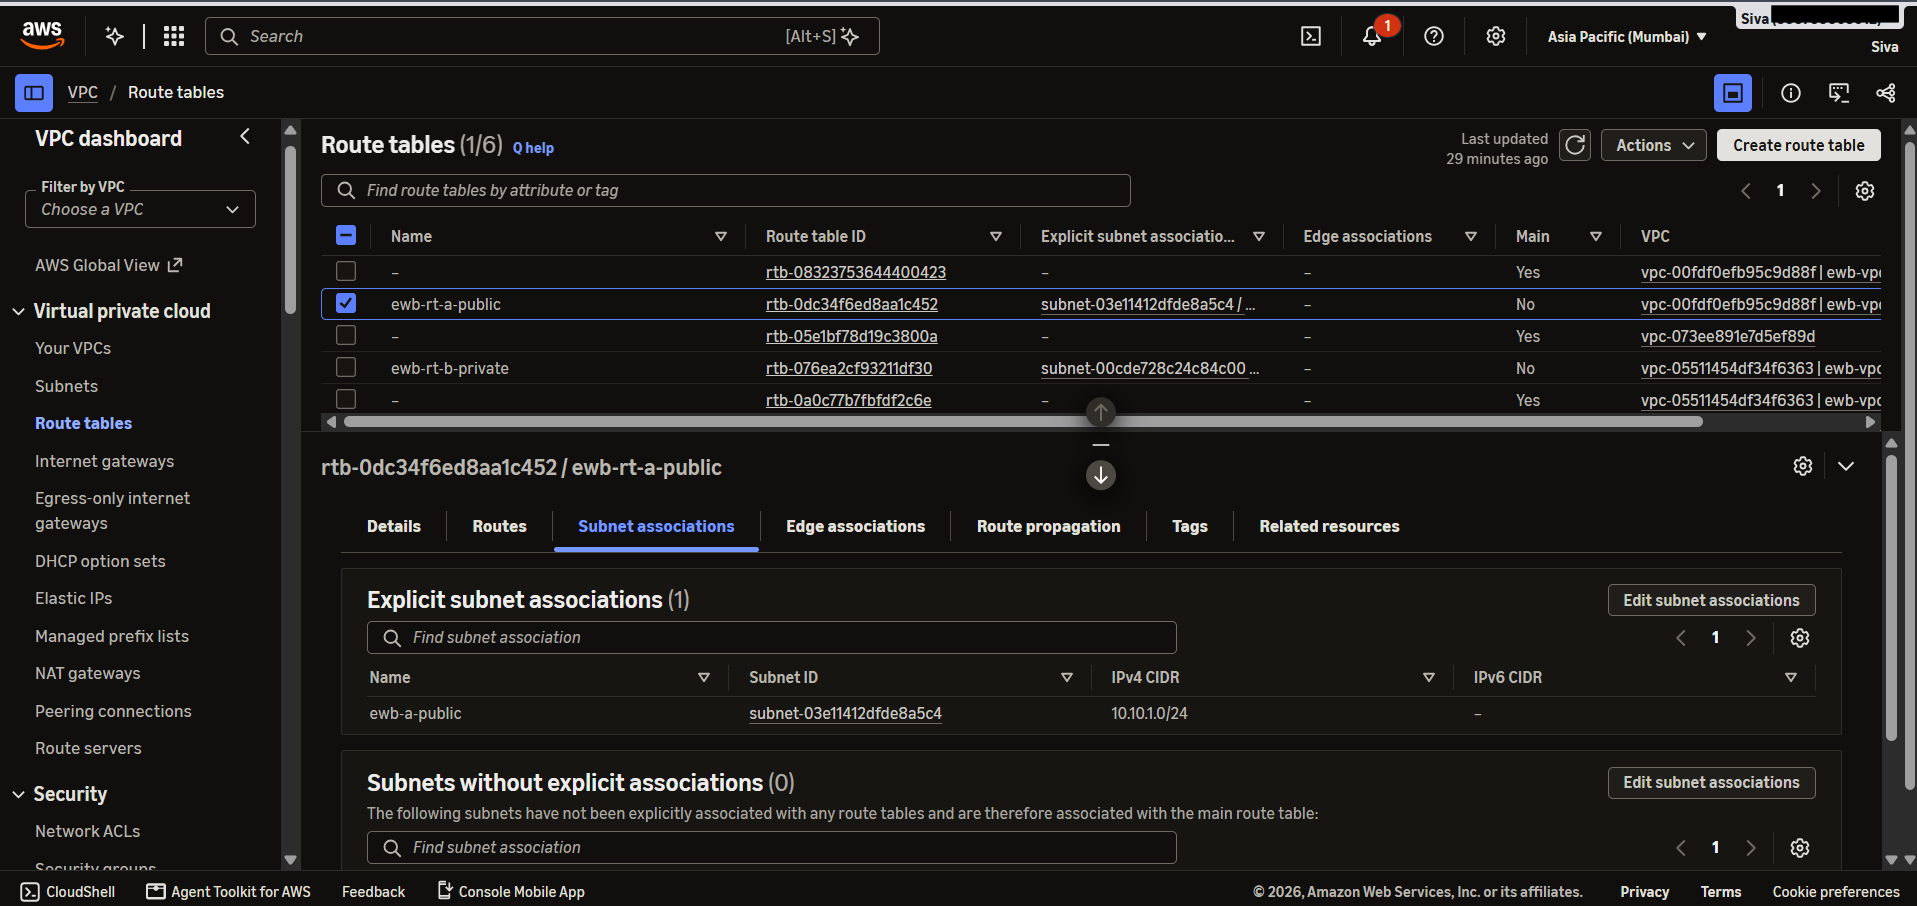 aws
Search [Alt+S]
1
Asia Pacific (Mumbai)
Siva
Siva
VPC / Route tables
VPC dashboard
Filter by VPC
Choose a VPC
AWS Global View
Virtual private cloud
Your VPCs
Subnets
Route tables
Internet gateways
Egress-only internet
gateways
DHCP option sets
Elastic IPs
Managed prefix lists
NAT gateways
Peering connections
Route servers
Security
Network ACLs
Security groups
Route tables (1/6) Q help
Last updated
29 minutes ago
Actions
Create route table
Find route tables by attribute or tag
1
Name Route table ID Explicit subnet associatio... Edge associations Main VPC
– rtb-08323753644400423 – – Yes vpc-00fdf0efb95c9d88f | ewb-vpc
ewb-rt-a-public rtb-0dc34f6ed8aa1c452 subnet-03e11412dfde8a5c4 / ... – No vpc-00fdf0efb95c9d88f | ewb-vpc
– rtb-05e1bf78d19c3800a – – Yes vpc-073ee891e7d5ef89d
ewb-rt-b-private rtb-076ea2cf93211df30 subnet-00cde728c24c84c00 ... – No vpc-05511454df34f6363 | ewb-vpc
– rtb-0a0c77b7fbfdf2c6e – – Yes vpc-05511454df34f6363 | ewb-vpc
rtb-0dc34f6ed8aa1c452 / ewb-rt-a-public
Details Routes Subnet associations Edge associations Route propagation Tags Related resources
Explicit subnet associations (1)
Edit subnet associations
Find subnet association
1
Name Subnet ID IPv4 CIDR IPv6 CIDR
ewb-a-public subnet-03e11412dfde8a5c4 10.10.1.0/24 –
Subnets without explicit associations (0)
Edit subnet associations
The following subnets have not been explicitly associated with any route tables and are therefore associated with the main route table:
Find subnet association
1
CloudShell Agent Toolkit for AWS Feedback Console Mobile App © 2026, Amazon Web Services, Inc. or its affiliates. Privacy Terms Cookie preferences